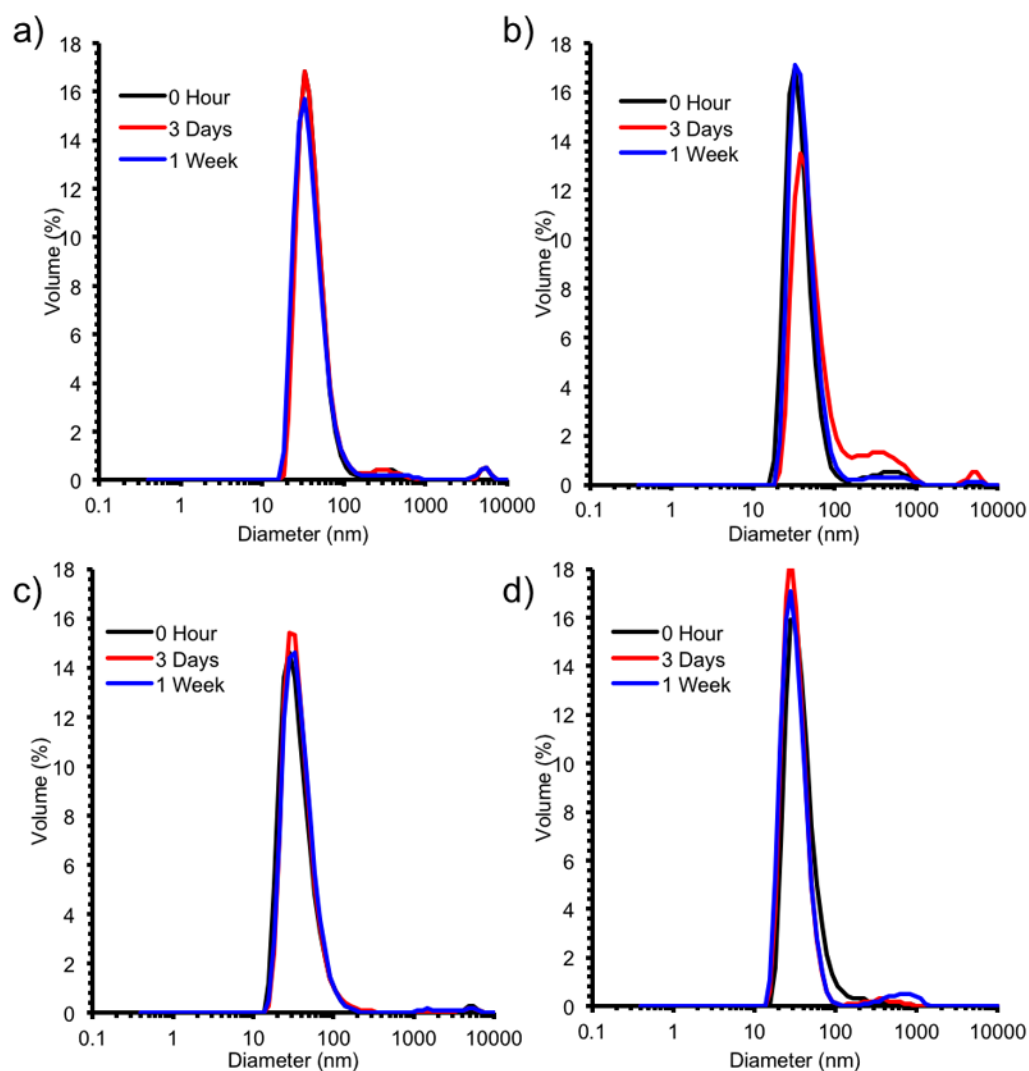 a)
18
16
14
12
10
8
6
4
2
0
Volume (%)
0 Hour
3 Days
1 Week
0.1 1 10 100 1000 10000
Diameter (nm)
b)
18
16
14
12
10
8
6
4
2
0
Volume (%)
0 Hour
3 Days
1 Week
0.1 1 10 100 1000 10000
Diameter (nm)
c)
18
16
14
12
10
8
6
4
2
0
Volume (%)
0 Hour
3 Days
1 Week
0.1 1 10 100 1000 10000
Diameter (nm)
d)
18
16
14
12
10
8
6
4
2
0
Volume (%)
0 Hour
3 Days
1 Week
0.1 1 10 100 1000 10000
Diameter (nm)